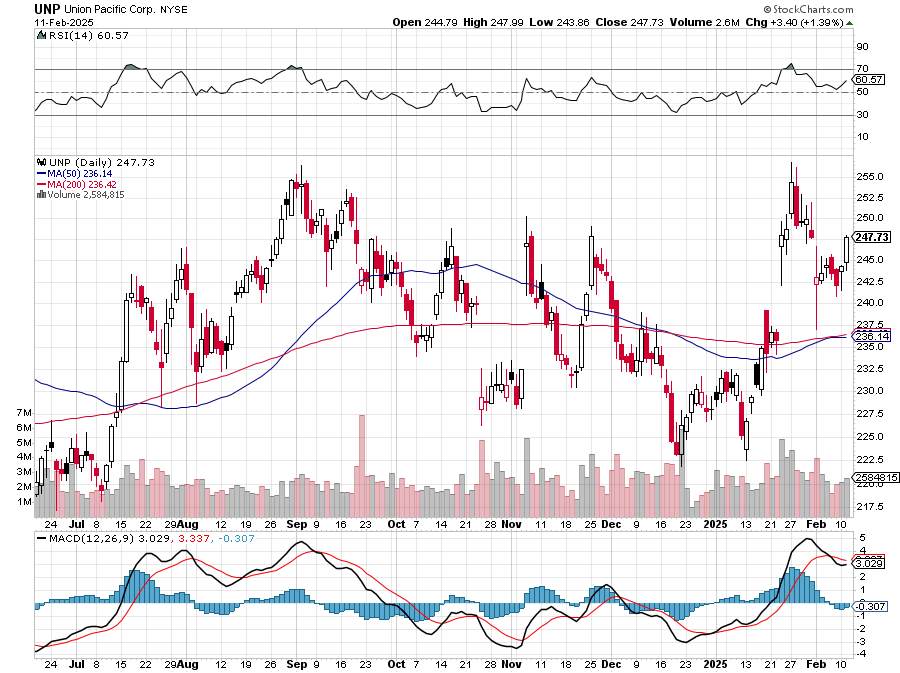 UNP Union Pacific Corp. NYSE
© StockCharts.com
11-Feb-2025
Open 244.79 High 247.99 Low 243.86 Close 247.73 Volume 2.6M Chg +3.40 (+1.39%)
RSI(14) 60.57
90
70
60.57
50
30
10
UNP (Daily) 247.73
MA(50) 236.14
MA(200) 236.42
Volume 2,584,815
255.0
252.5
250.0
247.73
245.0
242.5
240.0
237.5
236.14
235.0
232.5
230.0
227.5
225.0
222.5
2584815
217.5
7M
6M
5M
4M
3M
2M
1M
24 Jul 8 15 22 29 Aug 12 19 26 Sep 9 16 23 Oct 7 14 21 28 Nov 11 18 25 Dec 9 16 23 2025 13 21 27 Feb 10
MACD(12,26,9) 3.029, 3.337, -0.307
5
3.029
2
1
-0.307
-1
-2
-3
-4
24 Jul 8 15 22 29 Aug 12 19 26 Sep 9 16 23 Oct 7 14 21 28 Nov 11 18 25 Dec 9 16 23 2025 13 21 27 Feb 10